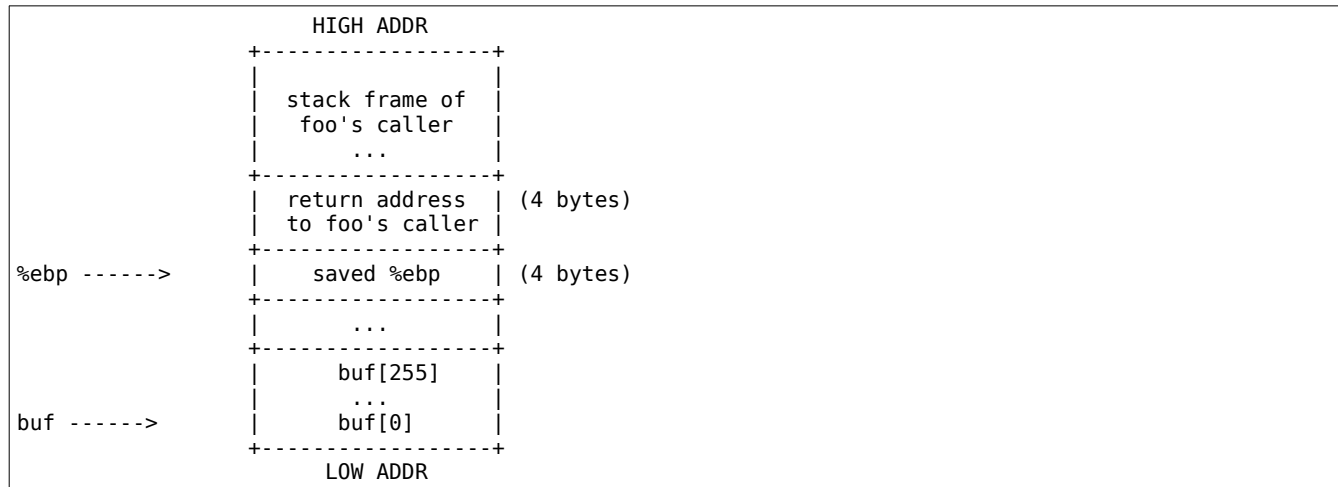 HIGH ADDR
+------------------+
|                  |
|  stack frame of  |
|   foo's caller   |
|       ...        |
+------------------+
|  return address  | (4 bytes)
|  to foo's caller |
+------------------+
%ebp ------> |    saved %ebp    | (4 bytes)
+------------------+
|       ...        |
+------------------+
|      buf[255]    |
|       ...        |
buf ------> |      buf[0]      |
+------------------+
LOW ADDR